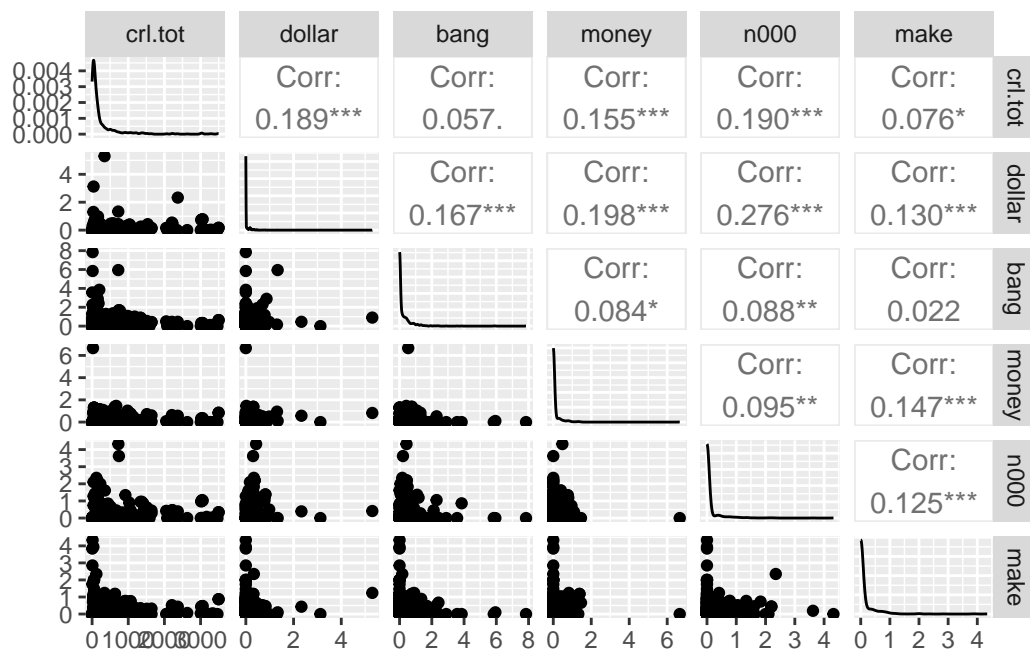 crl.tot dollar bang money n000 make
0.004
0.003
0.002
0.001
0.000
Corr: Corr: Corr: Corr: Corr:
0.189*** 0.057. 0.155*** 0.190*** 0.076*
crl.tot
4
2
0
Corr: Corr: Corr: Corr:
0.167*** 0.198*** 0.276*** 0.130***
dollar
8
6
4
2
0
Corr: Corr: Corr:
0.084* 0.088** 0.022
bang
6
4
2
0
Corr: Corr:
0.095** 0.147***
money
4
3
2
1
0
Corr:
0.125***
n000
4
3
2
1
0
make
0 1000 2000 3000 0 2 4 0 2 4 6 8 0 2 4 6 0 1 2 3 4 0 1 2 3 4